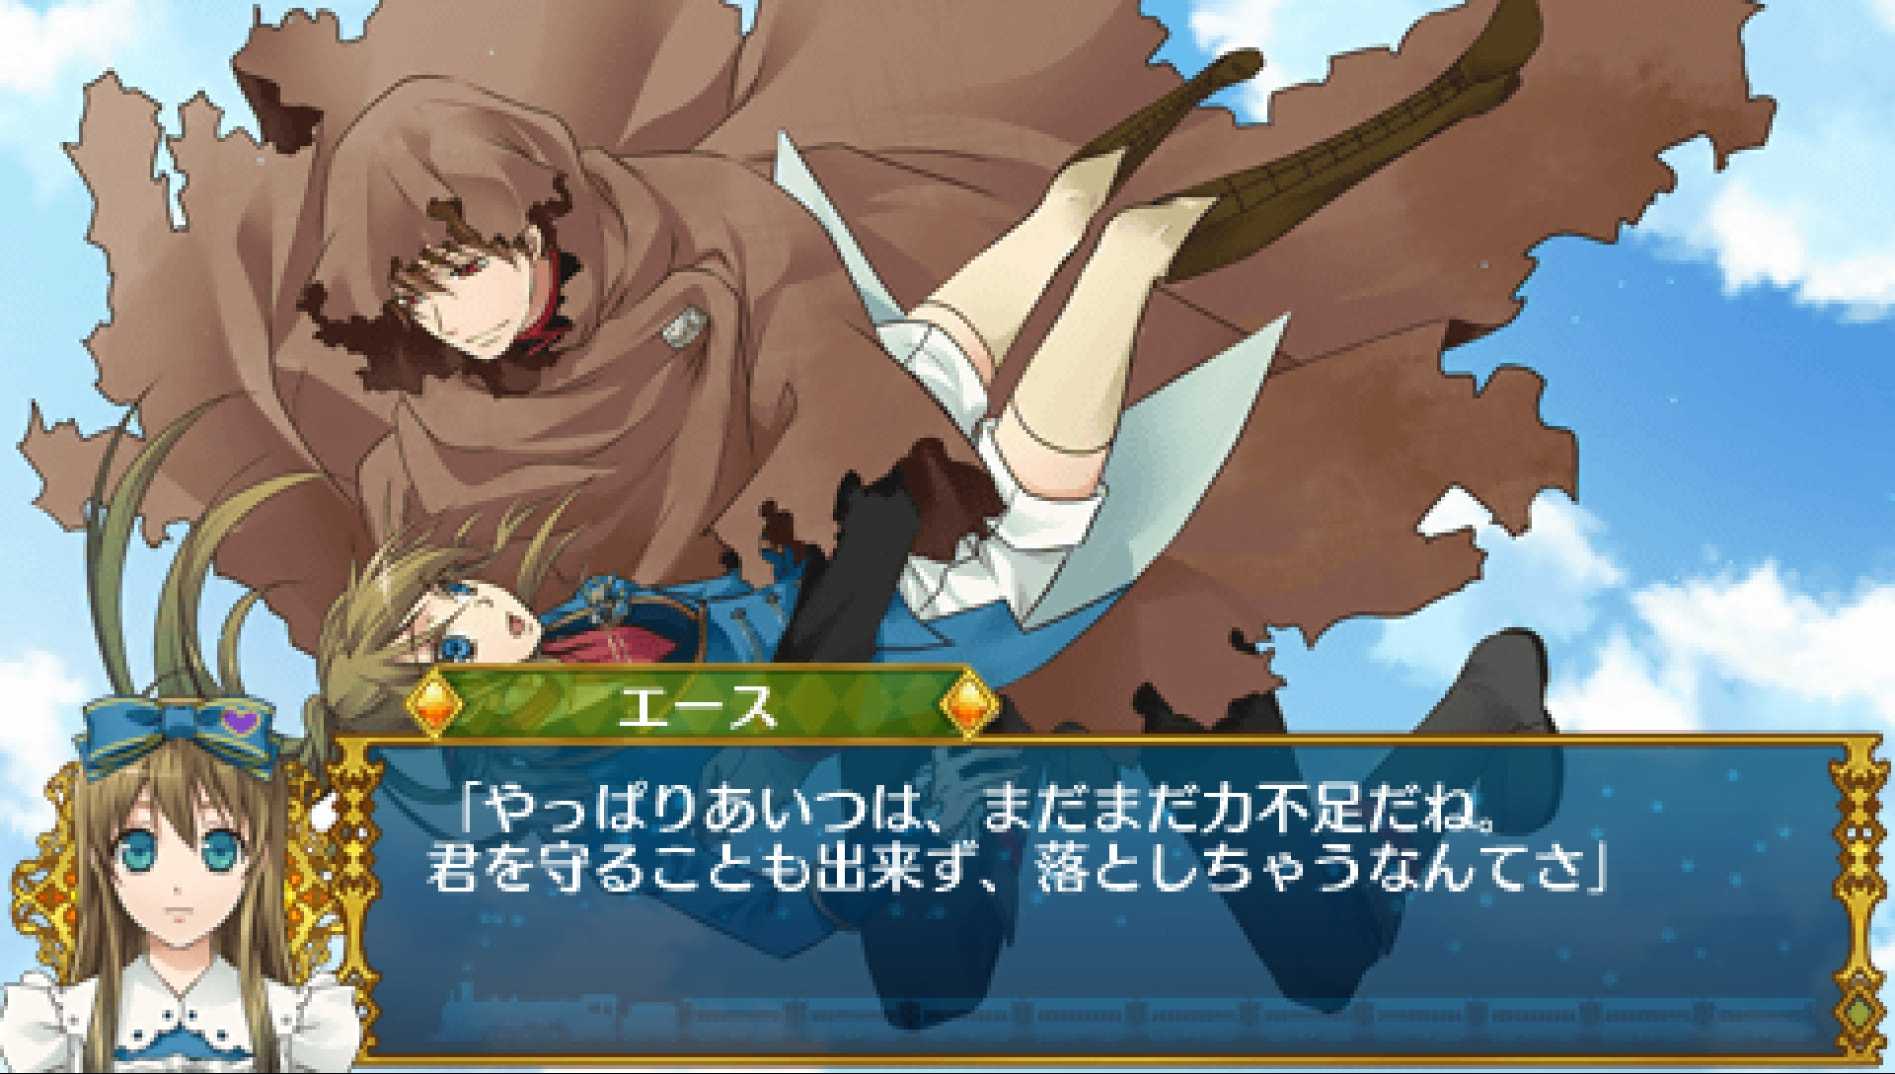 エース
「やっぱりあいつは、まだまだ力不足だね。
君を守ることも出来ず、落としちゃうなんてさ」